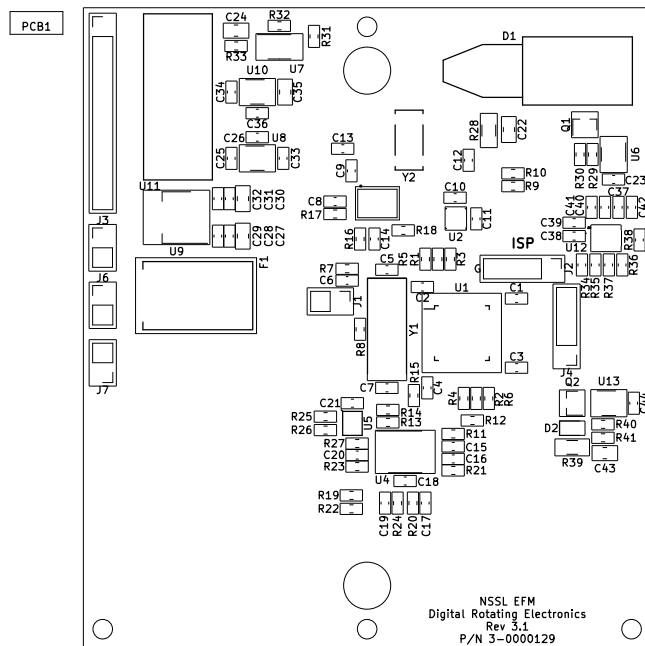 PCB1
C24
R32
R31
R33
U7
D1
U10
C34
C35
C36
C26
U8
C25
C33
R28
C22
Q1
U6
C13
C12
C9
Y2
R10
R9
R30
R29
C23
U11
C32
C31
C30
C8
R17
C10
C11
U2
C41
C40
C37
C42
C39
C38
U12
R38
J3
C29
C28
C27
R18
R16
C14
U9
F1
ISP
R7
C6
C5
R5
R1
R3
G
J2
R34
R35
R37
R36
J6
J1
C2
U1
C1
R8
Y1
C3
J4
J7
C7
R15
C4
R4
R2
R6
Q2
U13
C44
C21
R14
R13
R25
R26
U5
R12
D2
R40
R41
R27
C20
R23
R11
C15
C16
R21
R39
C43
U4
C18
R19
R22
C19
R24
R20
C17
NSSL EFM
Digital Rotating Electronics
Rev 3.1
P/N 3-0000129